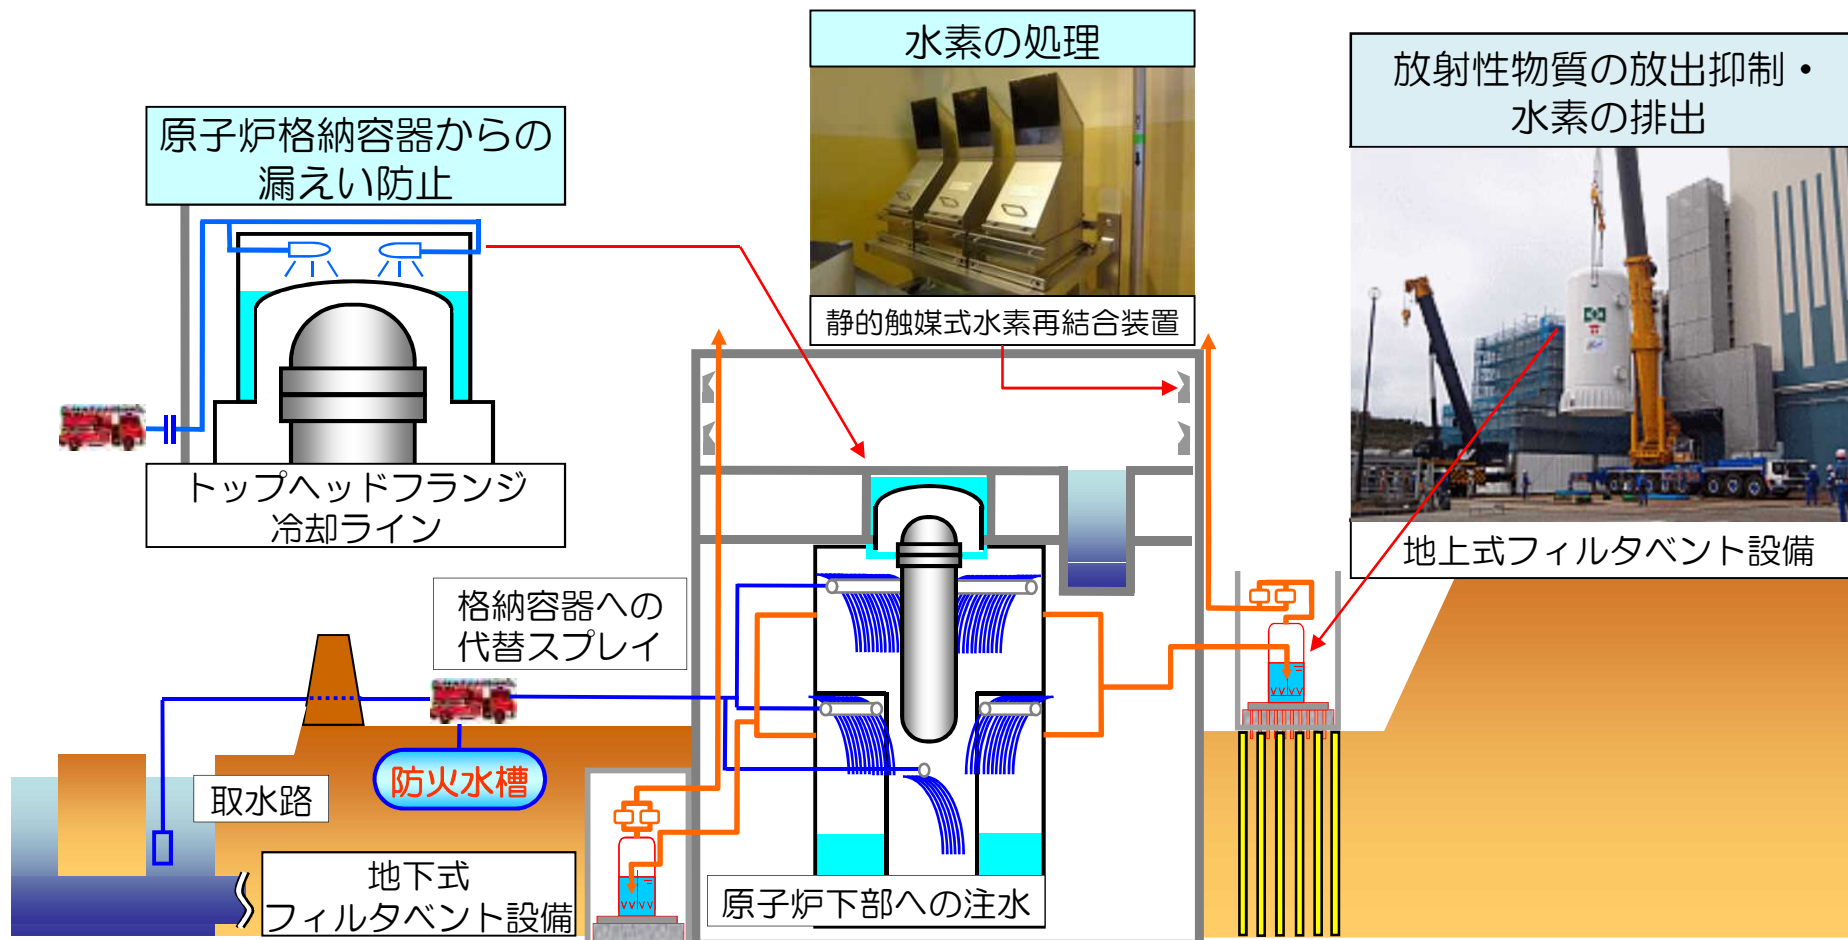 水素の処理
静的触媒式水素再結合装置
放射性物質の放出抑制・
水素の排出
地上式フィルタベント設備
原子炉格納容器からの
漏えい防止
トップヘッドフランジ
冷却ライン
格納容器への
代替スプレイ
防火水槽
取水路
地下式
フィルタベント設備
原子炉下部への注水